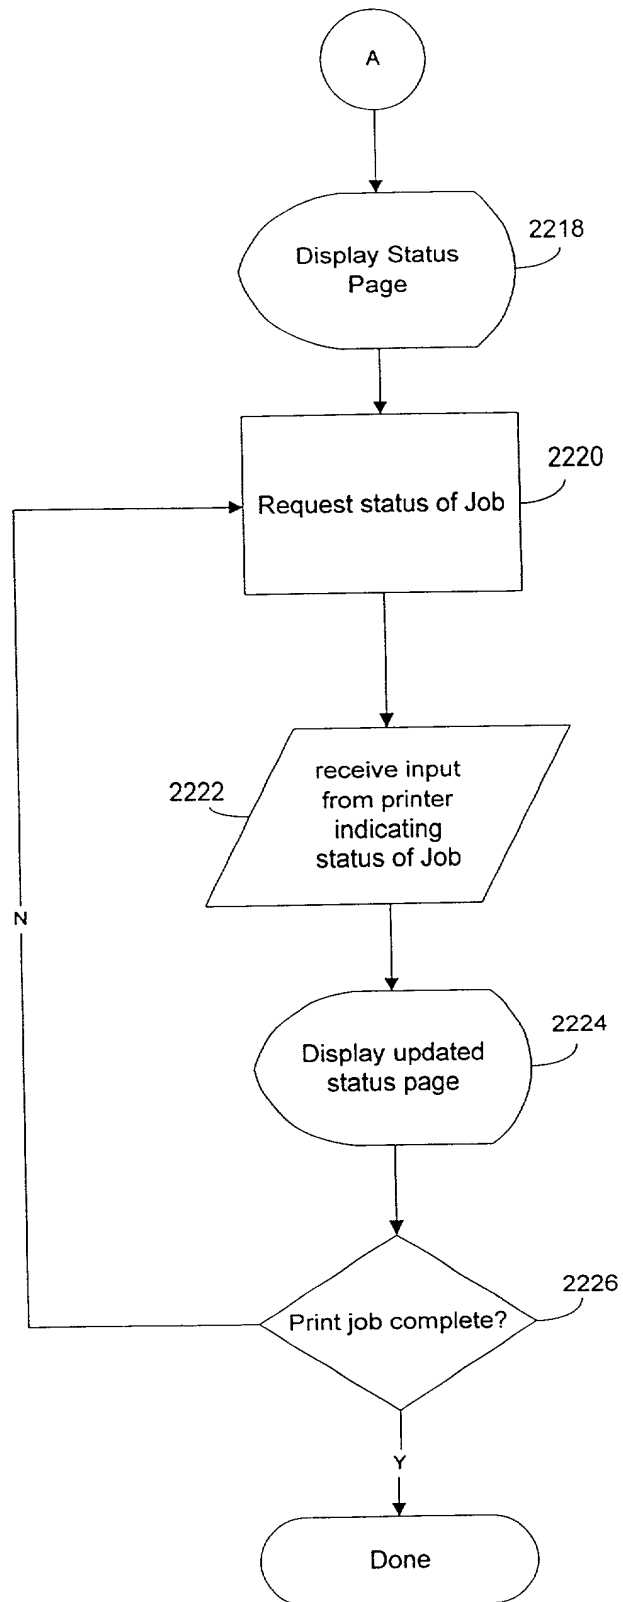 A
2218
Display Status
Page
2220
Request status of Job
2222
receive input
from printer
indicating
status of Job
N
2224
Display updated
status page
2226
Print job complete?
Y
Done